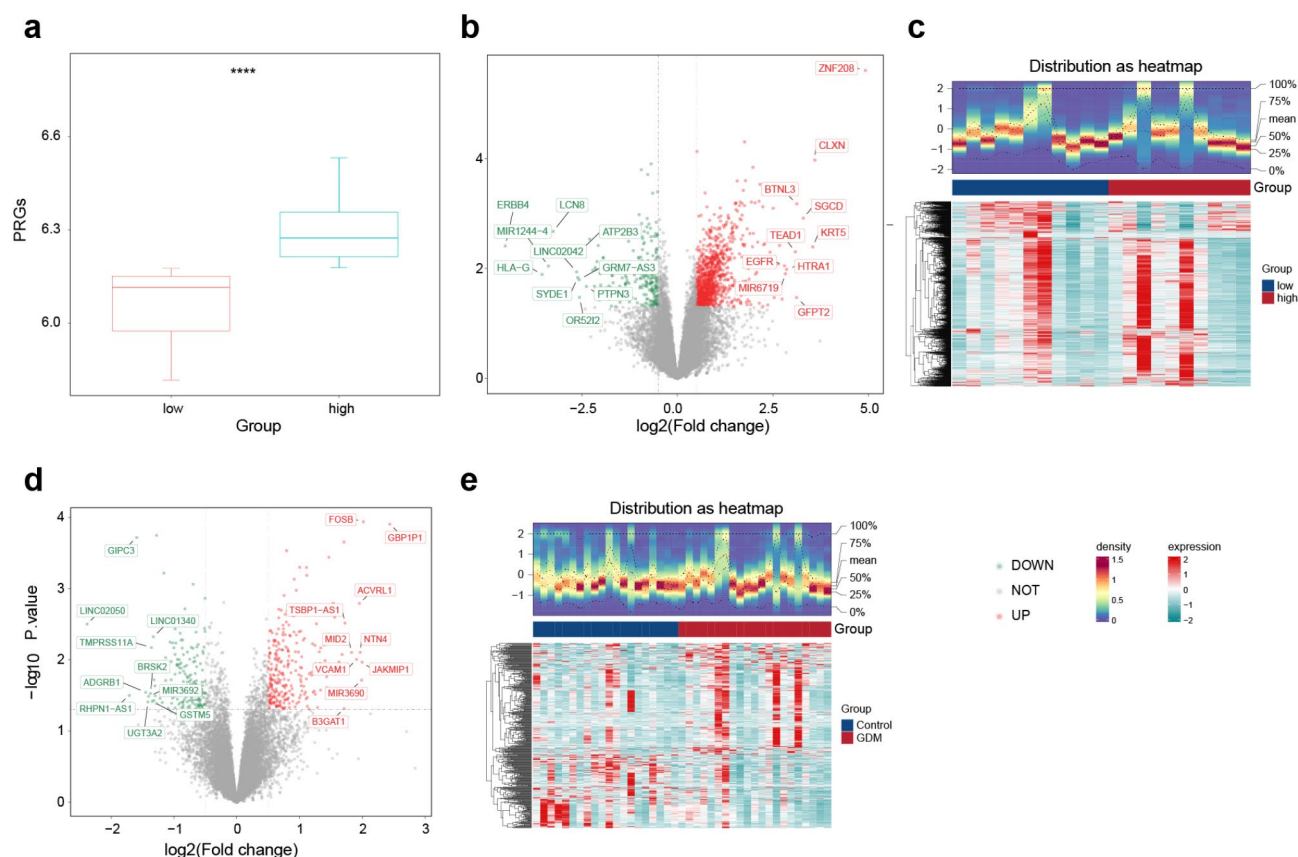 a
****
PRGs
6.6
6.3
6.0
low
high
Group
b
ZNF208
CLXN
BTNL3
SGCD
KRT5
TEAD1
EGFR
HTRA1
MIR6719
GFPT2
ERBB4
LCN8
MIR1244−4
ATP2B3
LINC02042
HLA−G
GRM7−AS3
SYDE1
PTPN3
OR52I2
4
2
0
−2.5
0.0
2.5
5.0
log2(Fold change)
c
Distribution as heatmap
2
1
0
−1
−2
100%
75%
mean
50%
25%
0%
Group
Group
low
high
d
FOSB
GBP1P1
GIPC3
ACVRL1
LINC02050
TSBP1−AS1
LINC01340
TMPRSS11A
MID2
NTN4
BRSK2
VCAM1
JAKMIP1
ADGRB1
MIR3692
MIR3690
RHPN1−AS1
GSTM5
B3GAT1
UGT3A2
−log10 P.value
4
3
2
1
0
−2
−1
0
1
2
3
log2(Fold change)
e
Distribution as heatmap
2
1
0
−1
100%
75%
mean
50%
25%
0%
Group
Group
Control
GDM
DOWN
NOT
UP
density
1.5
1
0.5
0
expression
2
1
0
−1
−2